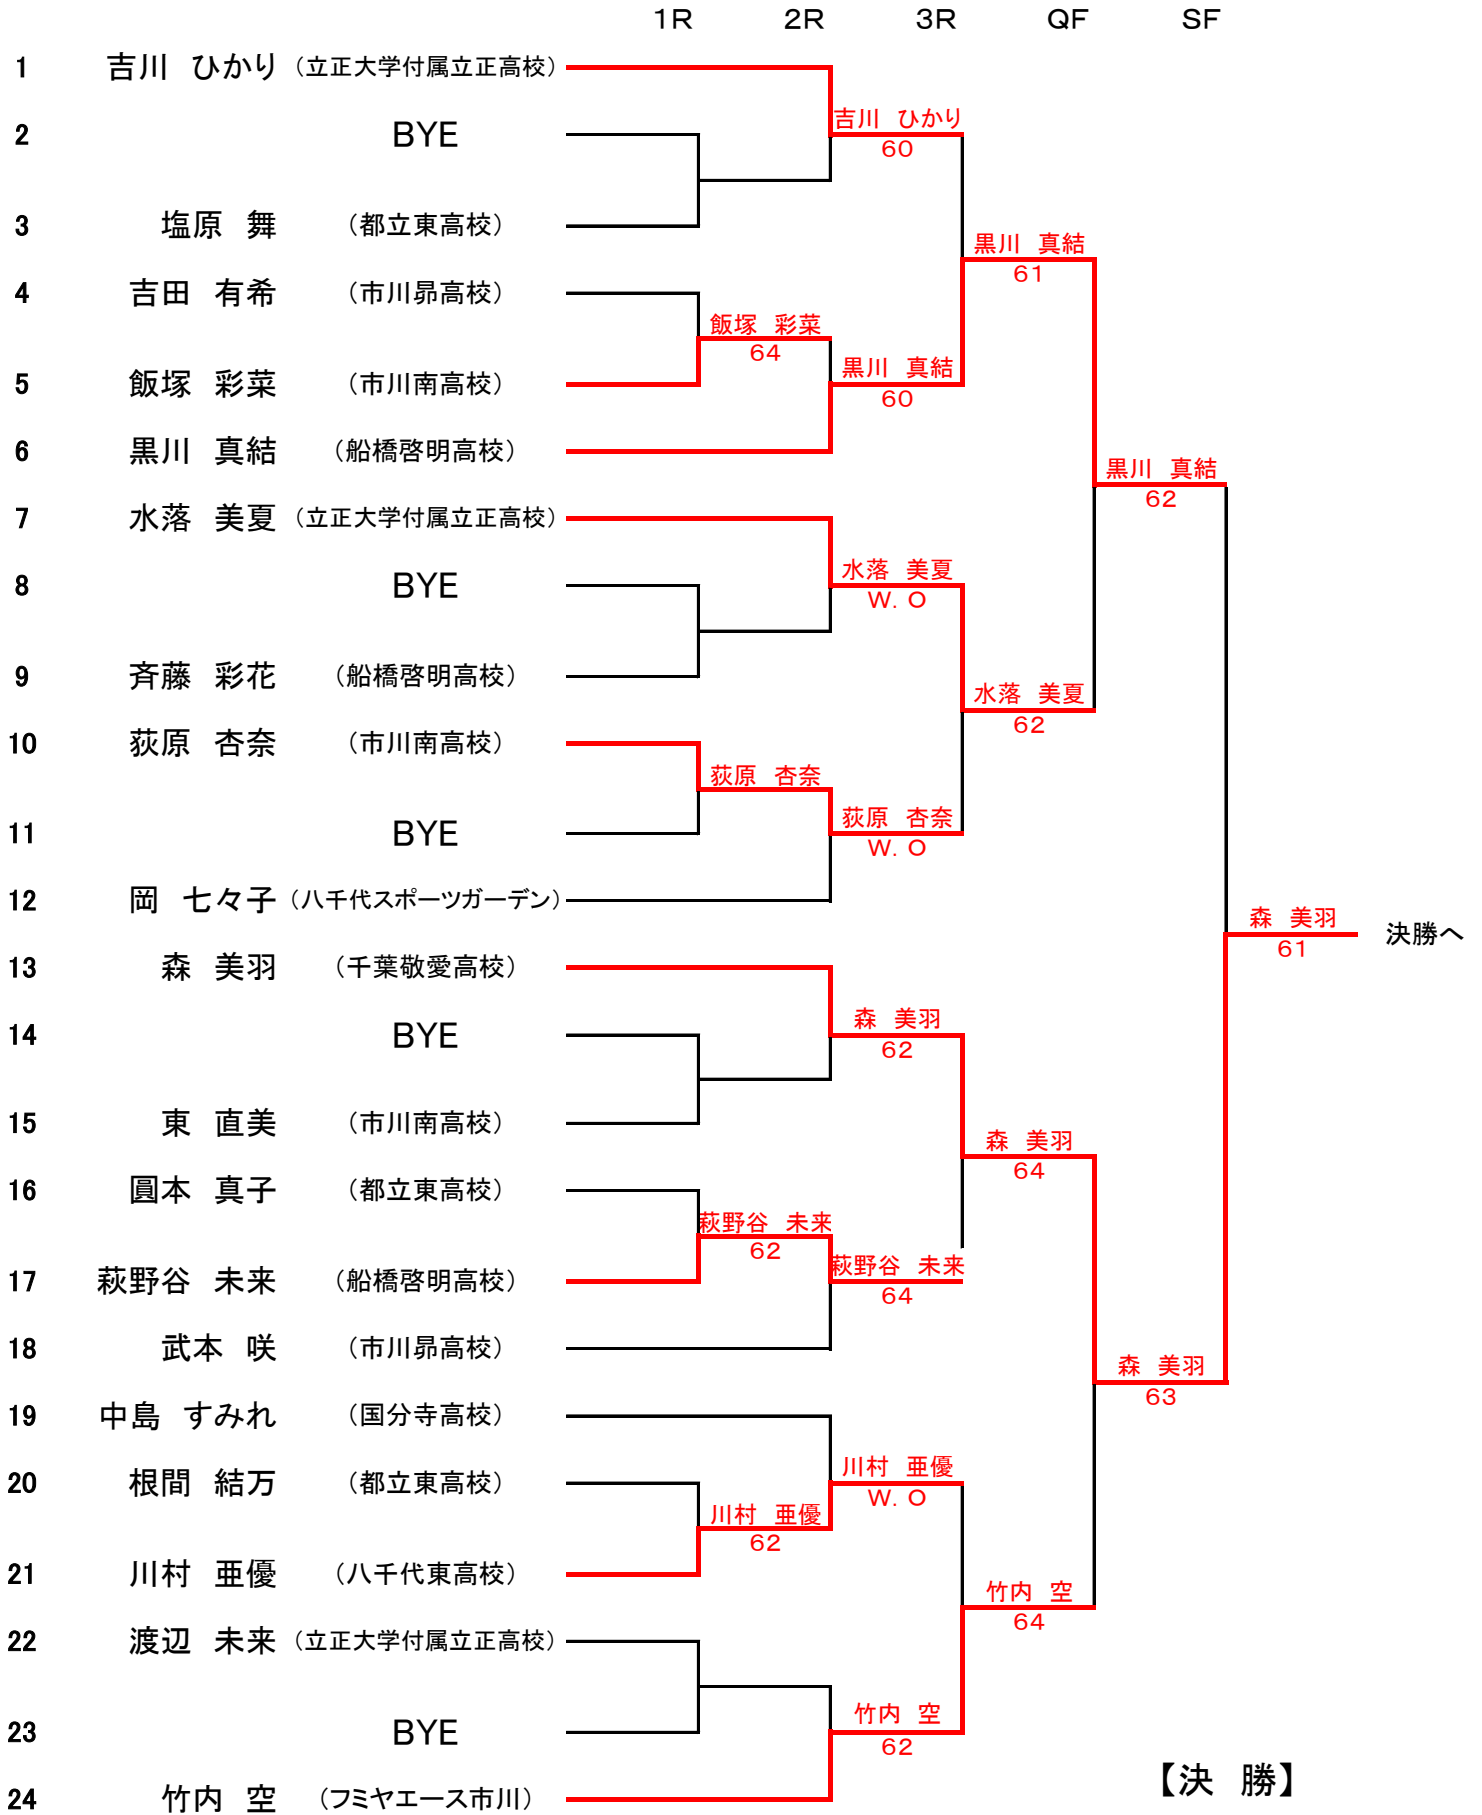 1R 2R 3R QF SF
1 吉川 ひかり (立正大学付属立正高校)
吉川 ひかり
2 BYE
60
3 塩原 舞 (都立東高校)
黒川 真結
61
4 吉田 有希 (市川昴高校)
飯塚 彩菜
64
黒川 真結
5 飯塚 彩菜 (市川南高校)
60
6 黒川 真結 (船橋啓明高校)
黒川 真結
62
7 水落 美夏 (立正大学付属立正高校)
水落 美夏
8 BYE
W. O
9 斉藤 彩花 (船橋啓明高校)
水落 美夏
62
10 荻原 杏奈 (市川南高校)
荻原 杏奈
荻原 杏奈
11 BYE
W. O
12 岡 七々子 (八千代スポーツガーデン)
森 美羽
決勝へ
61
13 森 美羽 (千葉敬愛高校)
森 美羽
14 BYE
62
15 東 直美 (市川南高校)
森 美羽
64
16 圓本 真子 (都立東高校)
萩野谷 未来
62
萩野谷 未来
17 萩野谷 未来 (船橋啓明高校)
64
18 武本 咲 (市川昴高校)
森 美羽
63
19 中島 すみれ (国分寺高校)
川村 亜優
20 根間 結万 (都立東高校)
W. O
川村 亜優
62
21 川村 亜優 (八千代東高校)
竹内 空
64
22 渡辺 未来 (立正大学付属立正高校)
竹内 空
23 BYE
62
【決 勝】
24 竹内 空 (フミヤエース市川)